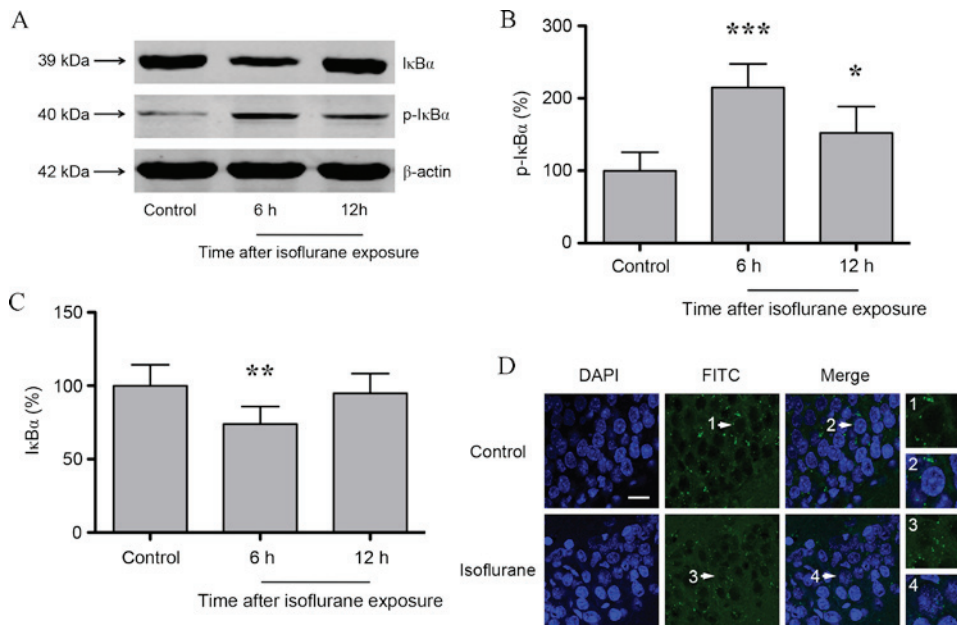 A
39 kDa
IκBα
40 kDa
p-IκBα
42 kDa
β-actin
Control 6 h 12h
Time after isoflurane exposure
B
300
200
100
0
p-IκBα (%)
***
*
Control 6 h 12 h
Time after isoflurane exposure
C
150
100
50
0
IκBα (%)
**
Control 6 h 12 h
Time after isoflurane exposure
D
DAPI FITC Merge
Control
1
2
1
2
Isoflurane
3
4
3
4